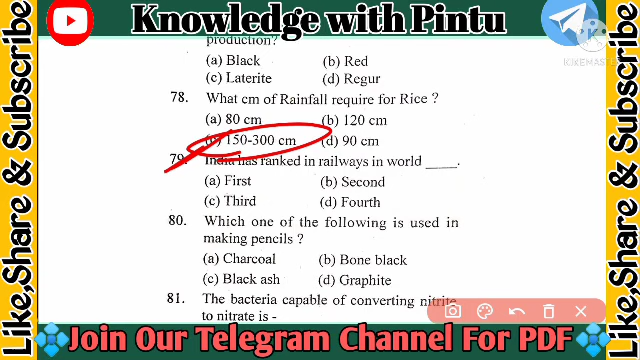 Knowledge with Pintu
Like,Share & Subscribe
Like,Share & Subscribe
KINEMASTER
production?
(a) Black (b) Red
(c) Laterite (d) Regur
78. What cm of Rainfall require for Rice ?
(a) 80 cm (b) 120 cm
(c) 150-300 cm (d) 90 cm
79. India has ranked in railways in world ____.
(a) First (b) Second
(c) Third (d) Fourth
80. Which one of the following is used in
making pencils ?
(a) Charcoal (b) Bone black
(c) Black ash (d) Graphite
81. The bacteria capable of converting nitrite
to nitrate is -
Join Our Telegram Channel For PDF